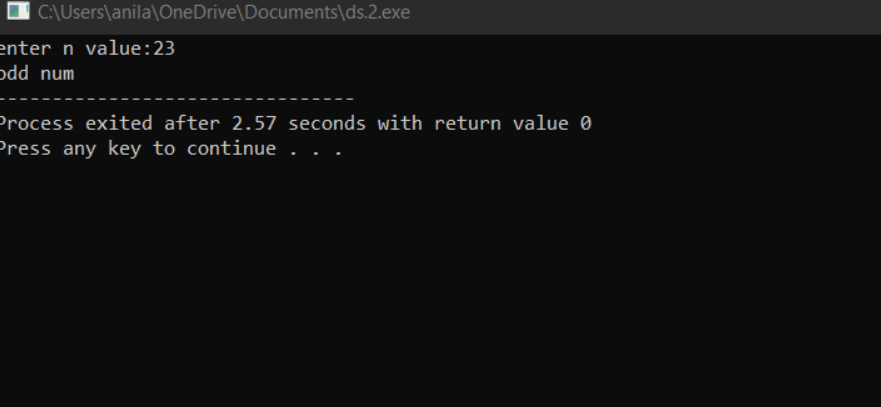 C:\Users\anila\OneDrive\Documents\ds.2.exe
enter n value:23
odd num
--------------------------------
Process exited after 2.57 seconds with return value 0
Press any key to continue . . .